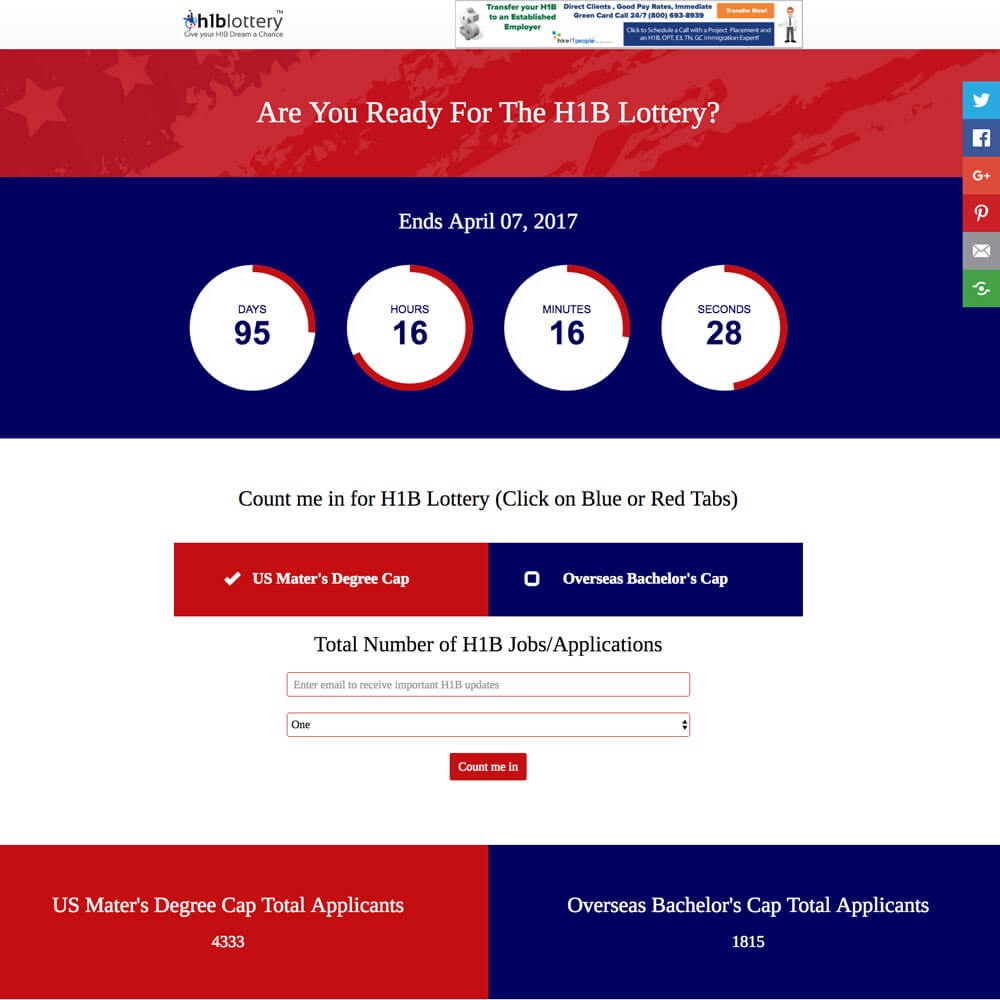 h1blottery™
Give your H1B Dream a Chance
Transfer your H1B
to an Established
Employer
Direct Clients , Good Pay Rates, Immediate
Green Card Call 24/7 (800) 693-8939
Transfer Now!
Click to Schedule a Call with a Project Placement and
an H1B, OPT, E3, TN, GC Immigration Expert!
hireITpeople
Are You Ready For The H1B Lottery?
Ends April 07, 2017
DAYS
95
HOURS
16
MINUTES
16
SECONDS
28
G+
Count me in for H1B Lottery (Click on Blue or Red Tabs)
US Mater's Degree Cap
Overseas Bachelor's Cap
Total Number of H1B Jobs/Applications
Enter email to receive important H1B updates
One
Count me in
US Mater's Degree Cap Total Applicants
4333
Overseas Bachelor's Cap Total Applicants
1815